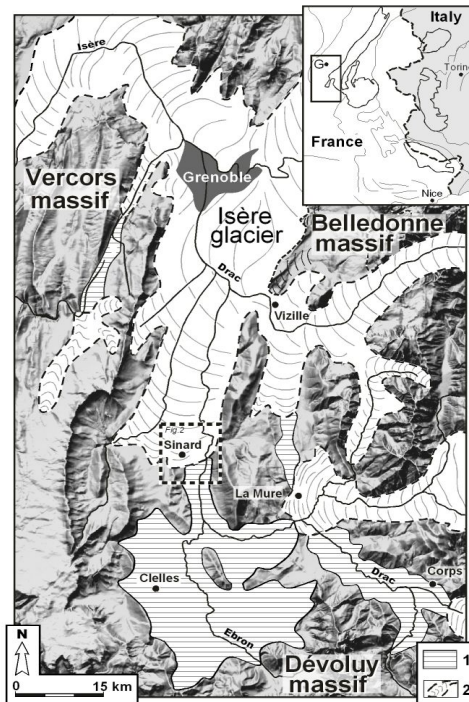 Italy
G
Torino
France
Nice
Isère
Vercors
massif
Grenoble
Isère
glacier
Belledonne
massif
Drac
Vizille
Fig.2
Sinard
La Mure
Clelles
Corps
Drac
Ebron
Dévoluy
massif
N
0 15 km
1
2